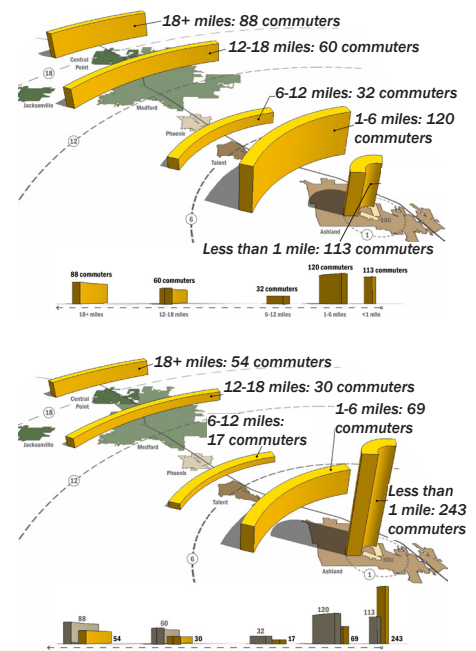 18+ miles: 88 commuters
12-18 miles: 60 commuters
Central
Point
18
6-12 miles: 32 commuters
Jacksonville
Medford
1-6 miles: 120
commuters
Phoenix
12
Talent
SOU
6
Ashland
1
Less than 1 mile: 113 commuters
88 commuters
60 commuters
32 commuters
120 commuters
113 commuters
18+ miles
12-18 miles
6-12 miles
1-6 miles
<1 mile
18+ miles: 54 commuters
12-18 miles: 30 commuters
Central
Point
18
6-12 miles:
17 commuters
1-6 miles: 69
commuters
Jacksonville
Medford
Phoenix
12
Talent
Less than
1 mile: 243
commuters
SOU
6
Ashland
1
88
54
60
30
32
17
120
69
113
243